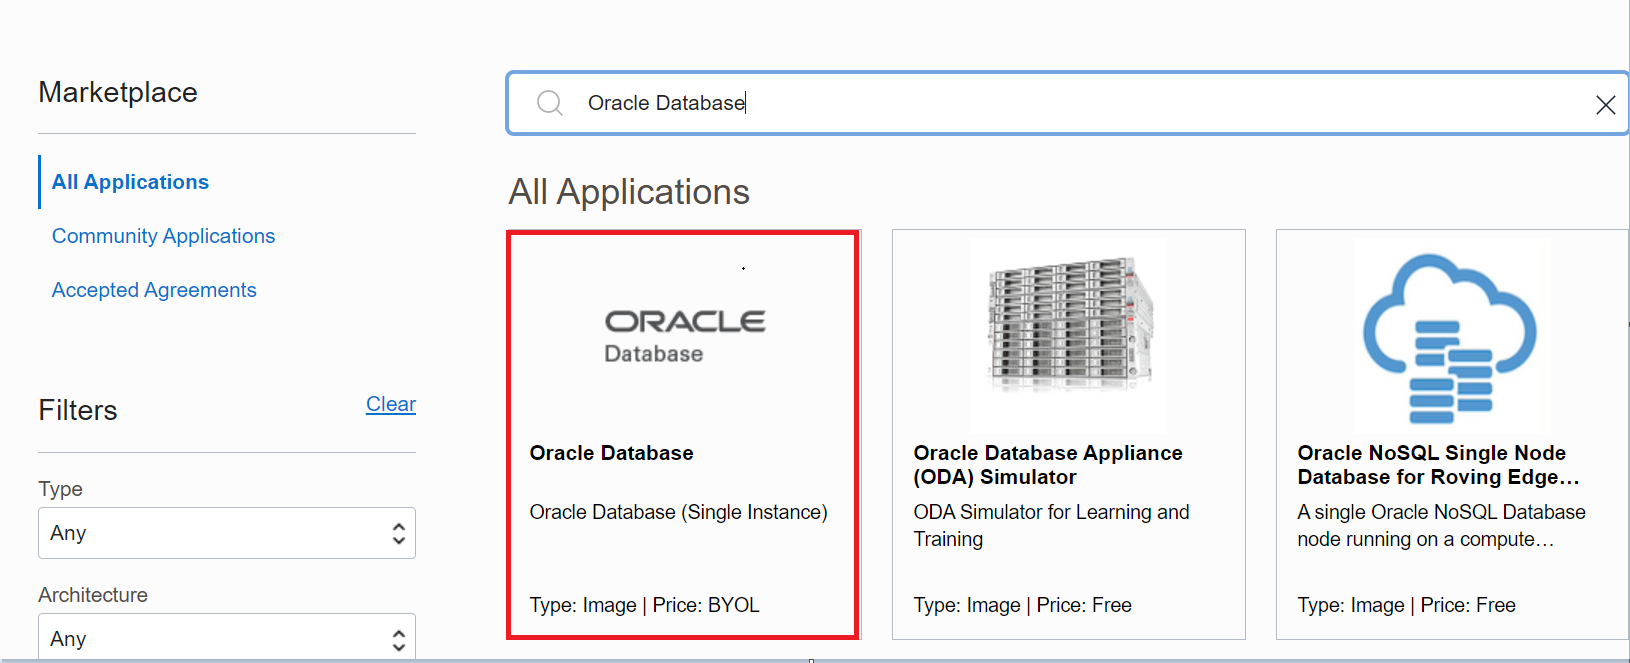 Marketplace
All Applications
Community Applications
Accepted Agreements
Filters
Clear
Type
Any
Architecture
Any
Oracle Database
All Applications
ORACLE
Database
Oracle Database
Oracle Database (Single Instance)
Type: Image | Price: BYOL
Oracle Database Appliance
(ODA) Simulator
ODA Simulator for Learning and
Training
Type: Image | Price: Free
Oracle NoSQL Single Node
Database for Roving Edge...
A single Oracle NoSQL Database
node running on a compute...
Type: Image | Price: Free